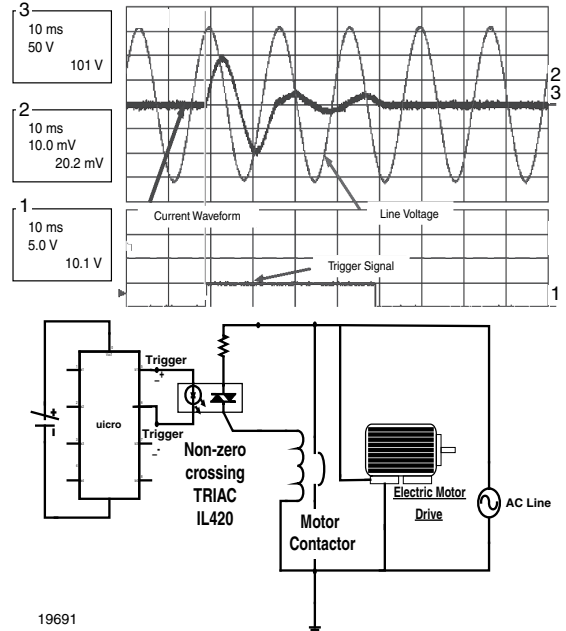 3
10 ms
50 V
101 V
2
3
2
10 ms
10.0 mV
20.2 mV
Current Waveform
Line Voltage
1
10 ms
5.0 V
10.1 V
Trigger Signal
1
Trigger
+
−
+
−
uicro
Trigger
Non-zero
crossing
TRIAC
IL420
Motor
Contactor
Electric Motor
Drive
AC Line
19691